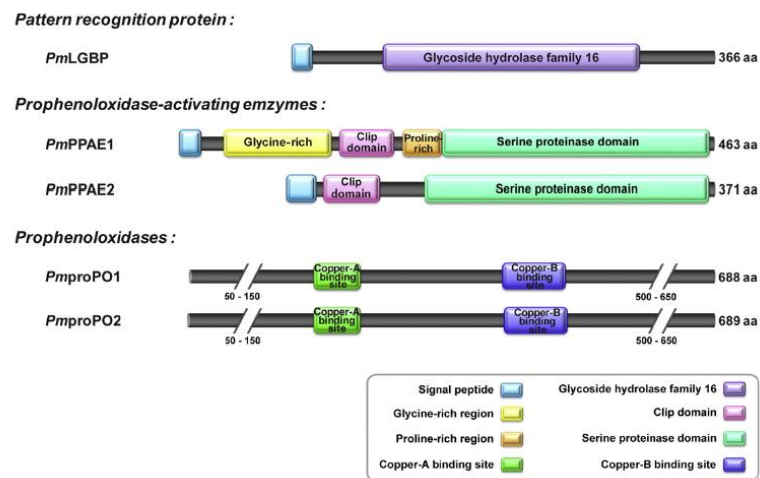 Pattern recognition protein :
PmLGBP
Glycoside hydrolase family 16
366 aa
Prophenoloxidase-activating emzymes :
PmPPAE1
Glycine-rich
Clip
domain
Proline-
rich
Serine proteinase domain
463 aa
PmPPAE2
Clip
domain
Serine proteinase domain
371 aa
Prophenoloxidases :
PmproPO1
Copper-A
binding
site
Copper-B
binding
site
688 aa
50 - 150
500 - 650
PmproPO2
Copper-A
binding
site
Copper-B
binding
site
689 aa
50 - 150
500 - 650
Signal peptide
Glycoside hydrolase family 16
Glycine-rich region
Clip domain
Proline-rich region
Serine proteinase domain
Copper-A binding site
Copper-B binding site